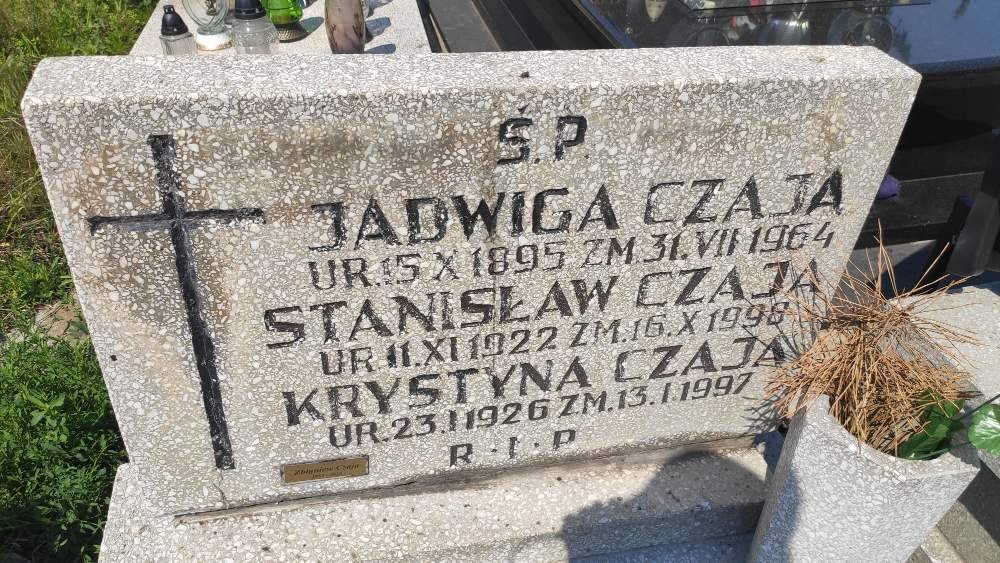 Ś.P.
JADWIGA CZAJA
UR.15 X 1895 ZM.31.VII 1964
STANISŁAW CZAJA
UR.11.XI 1922 ZM.16.X 1998
KRYSTYNA CZAJA
UR.23.I 1926 ZM.13.I.1997
R·I·P
Zbigniew Czaja